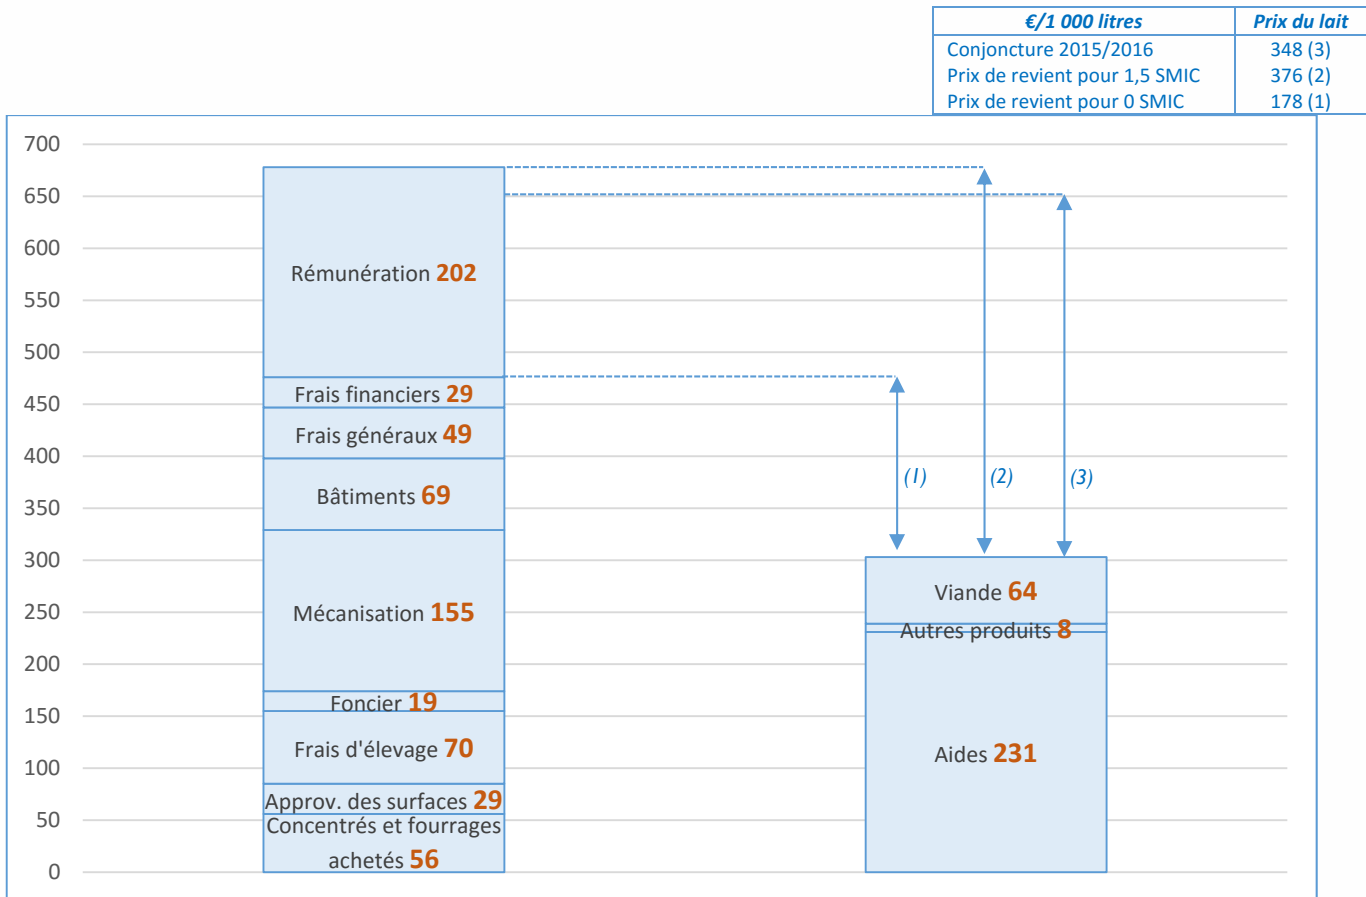 €/1 000 litres Prix du lait
Conjoncture 2015/2016 348 (3)
Prix de revient pour 1,5 SMIC 376 (2)
Prix de revient pour 0 SMIC 178 (1)
700
650
600
550
500
450
400
350
300
250
200
150
100
50
0
Rémunération 202
Frais financiers 29
Frais généraux 49
Bâtiments 69
Mécanisation 155
Foncier 19
Frais d'élevage 70
Approv. des surfaces 29
Concentrés et fourrages
achetés 56
(1)
(2)
(3)
Viande 64
Autres produits 8
Aides 231